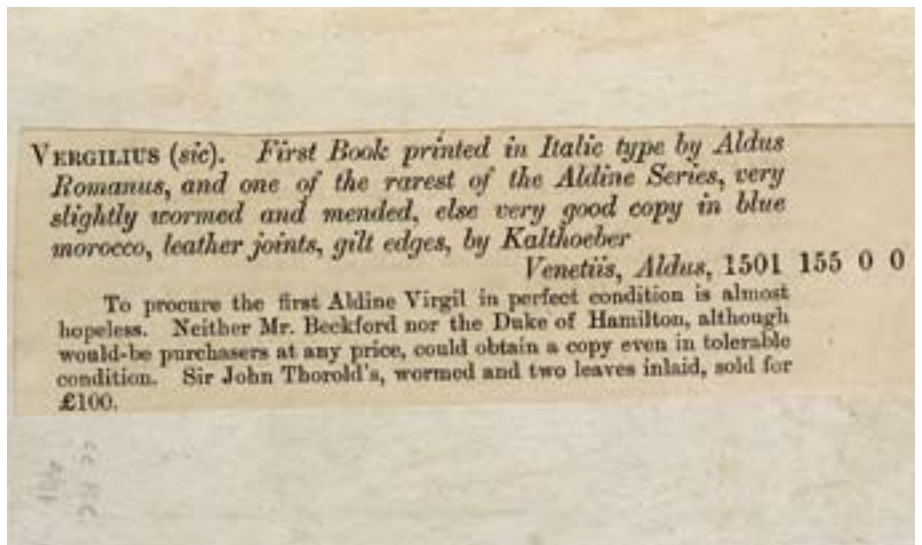 VERGILIUS (sic). First Book printed in Italic type by Aldus
Romanus, and one of the rarest of the Aldine Series, very
slightly wormed and mended, else very good copy in blue
morocco, leather joints, gilt edges, by Kalthoeber
Venetiis, Aldus, 1501 155 0 0
To procure the first Aldine Virgil in perfect condition is almost
hopeless. Neither Mr. Beckford nor the Duke of Hamilton, although
would-be purchasers at any price, could obtain a copy even in tolerable
condition. Sir John Thorold's, wormed and two leaves inlaid, sold for
£100.